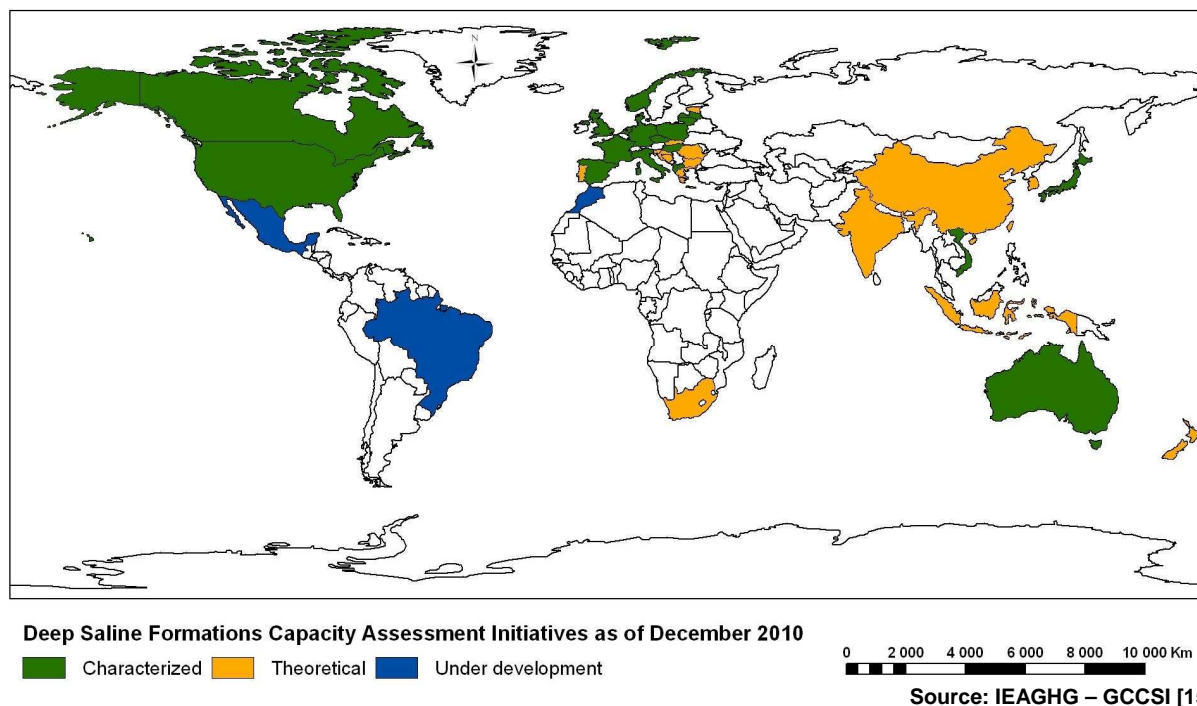 N
Deep Saline Formations Capacity Assessment Initiatives as of December 2010
Characterized Theoretical Under development
0 2 000 4 000 6 000 8 000 10 000 Km
Source: IEAGHG – GCCSI